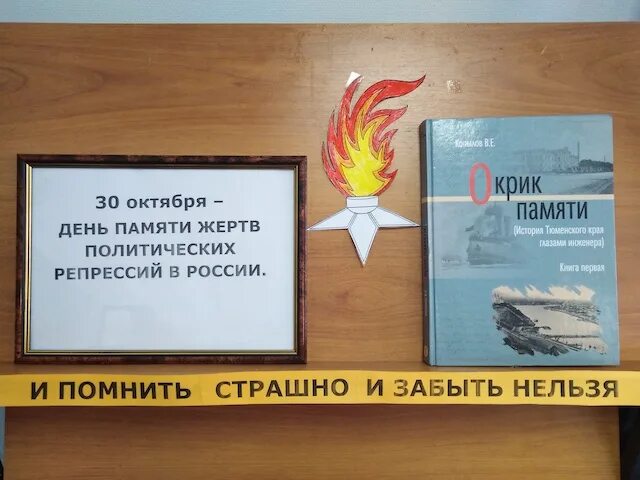 30 октября –
ДЕНЬ ПАМЯТИ ЖЕРТВ
ПОЛИТИЧЕСКИХ
РЕПРЕССИЙ В РОССИИ.
Копылов В.Е.
Окрик
памяти
(История Тюменского края
глазами инженера)
Книга первая
И ПОМНИТЬ СТРАШНО И ЗАБЫТЬ НЕЛЬЗЯ